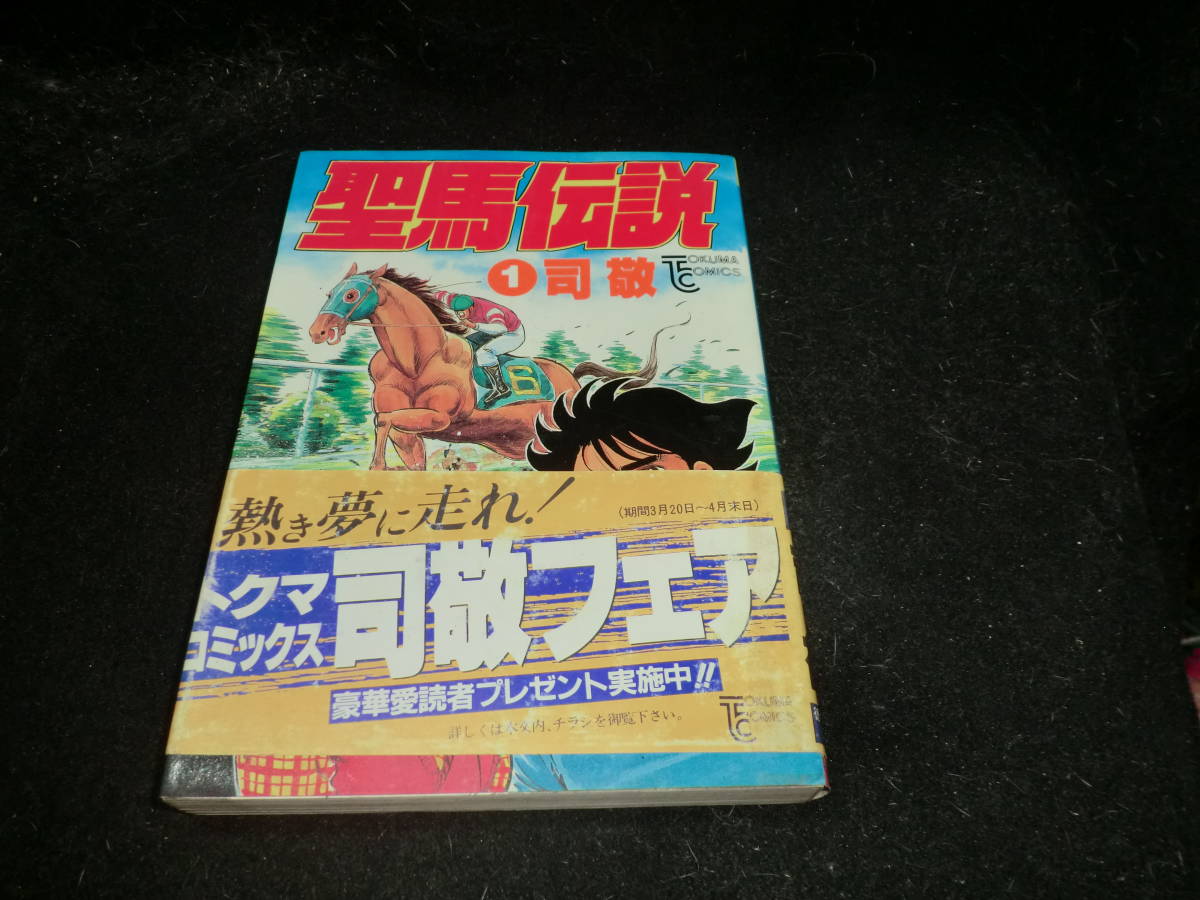 聖馬伝説
①司敬
TOKUMA
COMICS
6
熱き夢に走れ!
(期間3月20日〜4月末日)
トクマ
コミックス
司敬フェア
豪華愛読者プレゼント実施中!!
詳しくは本文内、チラシを御覧下さい。
TOKUMA
COMICS